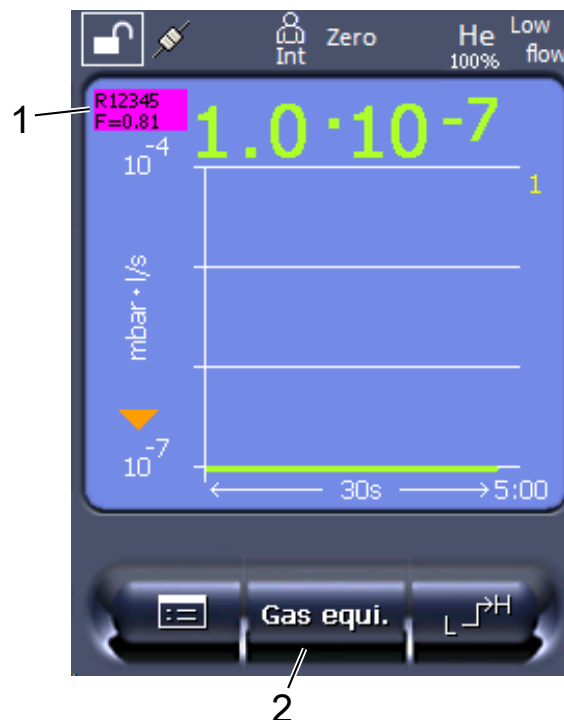 Int
Zero
He
100%
Low
flow
1
R12345
F=0.81
1.0·10-7
10-4
1
mbar·l/s
10-7
30s
5:00
Gas equi.
L
H
2